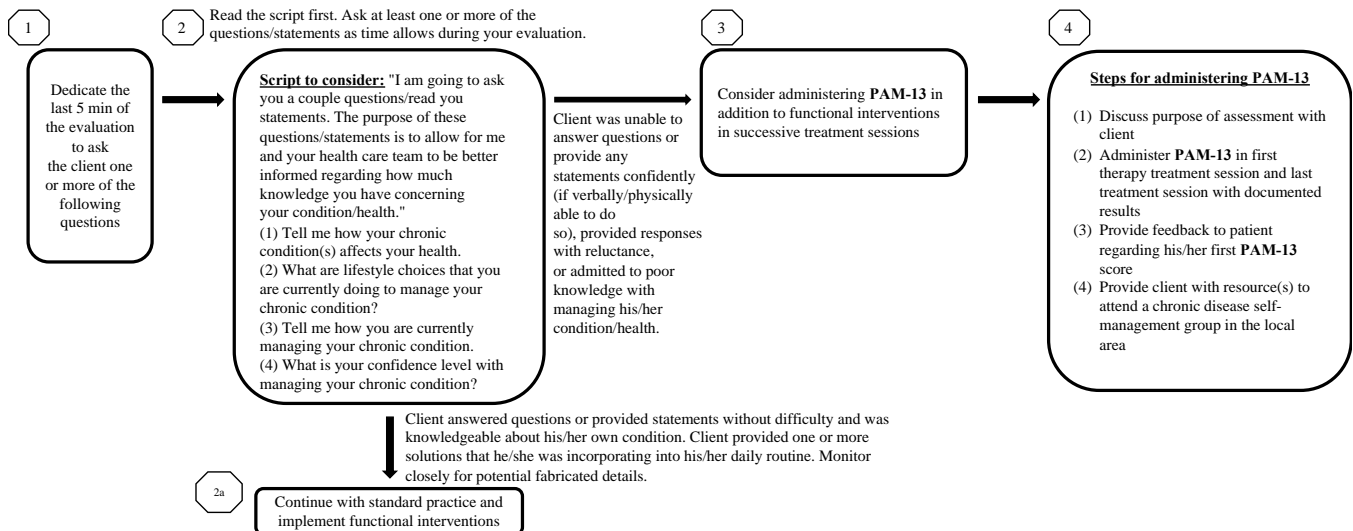 1
Dedicate the
last 5 min of
the evaluation
to ask
the client one
or more of the
following
questions
2
Read the script first. Ask at least one or more of the
questions/statements as time allows during your evaluation.
Script to consider: "I am going to ask
you a couple questions/read you
statements. The purpose of these
questions/statements is to allow for me
and your health care team to be better
informed regarding how much
knowledge you have concerning
your condition/health."
(1) Tell me how your chronic
condition(s) affects your health.
(2) What are lifestyle choices that you
are currently doing to manage your
chronic condition?
(3) Tell me how you are currently
managing your chronic condition.
(4) What is your confidence level with
managing your chronic condition?
Client was unable to
answer questions or
provide any
statements confidently
(if verbally/physically
able to do
so), provided responses
with reluctance,
or admitted to poor
knowledge with
managing his/her
condition/health.
3
Consider administering PAM-13 in
addition to functional interventions
in successive treatment sessions
4
Steps for administering PAM-13
(1) Discuss purpose of assessment with
client
(2) Administer PAM-13 in first
therapy treatment session and last
treatment session with documented
results
(3) Provide feedback to patient
regarding his/her first PAM-13
score
(4) Provide client with resource(s) to
attend a chronic disease self-
management group in the local
area
Client answered questions or provided statements without difficulty and was
knowledgeable about his/her own condition. Client provided one or more
solutions that he/she was incorporating into his/her daily routine. Monitor
closely for potential fabricated details.
2a
Continue with standard practice and
implement functional interventions